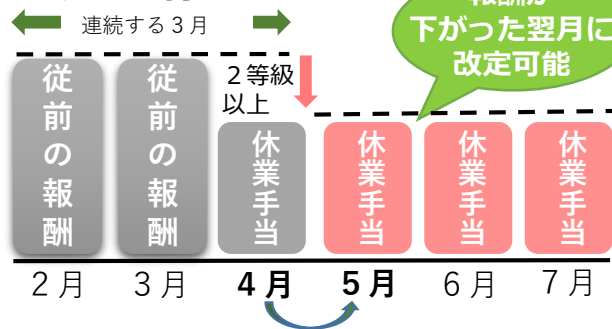 連続する３月
報酬が
下がった翌月に
改定可能
２等級
以上
従前の報酬
従前の報酬
休業手当
休業手当
休業手当
休業手当
２月
３月
４月
５月
６月
７月